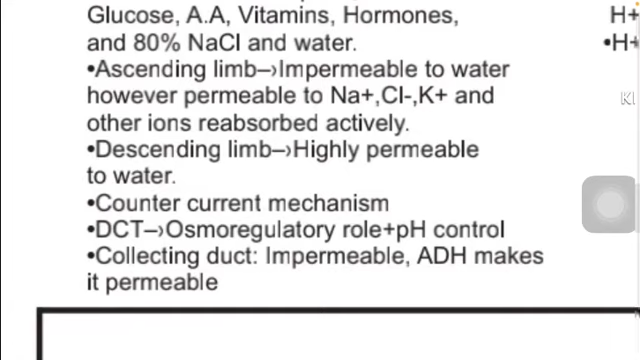 Glucose, A.A, Vitamins, Hormones,
and 80% NaCl and water.
•Ascending limb–›Impermeable to water
however permeable to Na+,Cl-,K+ and
other ions reabsorbed actively.
•Descending limb–›Highly permeable
to water.
•Counter current mechanism
•DCT–›Osmoregulatory role+pH control
•Collecting duct: Impermeable, ADH makes
it permeable
H+
•H+